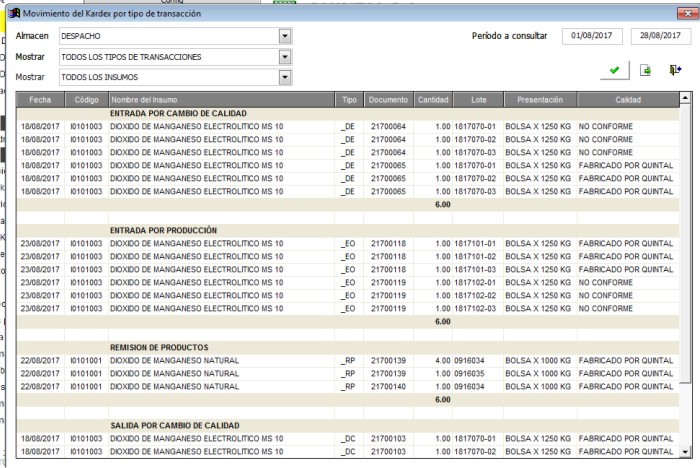 Config
Movimiento del Kardex por tipo de transacción
Almacen DESPACHO Período a consultar 01/08/2017 28/08/2017
Mostrar TODOS LOS TIPOS DE TRANSACCIONES
Mostrar TODOS LOS INSUMOS
Fecha Código Nombre del Insumo Tipo Documento Cantidad Lote Presentación Calidad
ENTRADA POR CAMBIO DE CALIDAD
18/08/2017 I0101003 DIOXIDO DE MANGANESO ELECTROLITICO MS 10 _DE 21700064 1.00 1817070-01 BOLSA X 1250 KG NO CONFORME
18/08/2017 I0101003 DIOXIDO DE MANGANESO ELECTROLITICO MS 10 _DE 21700064 1.00 1817070-02 BOLSA X 1250 KG NO CONFORME
18/08/2017 I0101003 DIOXIDO DE MANGANESO ELECTROLITICO MS 10 _DE 21700064 1.00 1817070-03 BOLSA X 1250 KG NO CONFORME
18/08/2017 I0101003 DIOXIDO DE MANGANESO ELECTROLITICO MS 10 _DE 21700065 1.00 1817070-01 BOLSA X 1250 KG FABRICADO POR QUINTAL
18/08/2017 I0101003 DIOXIDO DE MANGANESO ELECTROLITICO MS 10 _DE 21700065 1.00 1817070-02 BOLSA X 1250 KG FABRICADO POR QUINTAL
18/08/2017 I0101003 DIOXIDO DE MANGANESO ELECTROLITICO MS 10 _DE 21700065 1.00 1817070-03 BOLSA X 1250 KG FABRICADO POR QUINTAL
6.00
ENTRADA POR PRODUCCIÓN
23/08/2017 I0101003 DIOXIDO DE MANGANESO ELECTROLITICO MS 10 _EO 21700118 1.00 1817101-01 BOLSA X 1250 KG FABRICADO POR QUINTAL
23/08/2017 I0101003 DIOXIDO DE MANGANESO ELECTROLITICO MS 10 _EO 21700118 1.00 1817101-02 BOLSA X 1250 KG FABRICADO POR QUINTAL
23/08/2017 I0101003 DIOXIDO DE MANGANESO ELECTROLITICO MS 10 _EO 21700118 1.00 1817101-03 BOLSA X 1250 KG FABRICADO POR QUINTAL
23/08/2017 I0101003 DIOXIDO DE MANGANESO ELECTROLITICO MS 10 _EO 21700119 1.00 1817102-01 BOLSA X 1250 KG NO CONFORME
23/08/2017 I0101003 DIOXIDO DE MANGANESO ELECTROLITICO MS 10 _EO 21700119 1.00 1817102-02 BOLSA X 1250 KG NO CONFORME
23/08/2017 I0101003 DIOXIDO DE MANGANESO ELECTROLITICO MS 10 _EO 21700119 1.00 1817102-03 BOLSA X 1250 KG NO CONFORME
6.00
REMISION DE PRODUCTOS
22/08/2017 I0101001 DIOXIDO DE MANGANESO NATURAL _RP 21700139 4.00 0916034 BOLSA X 1000 KG FABRICADO POR QUINTAL
22/08/2017 I0101001 DIOXIDO DE MANGANESO NATURAL _RP 21700139 1.00 0916035 BOLSA X 1000 KG FABRICADO POR QUINTAL
22/08/2017 I0101001 DIOXIDO DE MANGANESO NATURAL _RP 21700140 1.00 0916034 BOLSA X 1000 KG FABRICADO POR QUINTAL
6.00
SALIDA POR CAMBIO DE CALIDAD
18/08/2017 I0101003 DIOXIDO DE MANGANESO ELECTROLITICO MS 10 _DC 21700103 1.00 1817070-01 BOLSA X 1250 KG NO CONFORME
18/08/2017 I0101003 DIOXIDO DE MANGANESO ELECTROLITICO MS 10 _DC 21700103 1.00 1817070-02 BOLSA X 1250 KG NO CONFORME